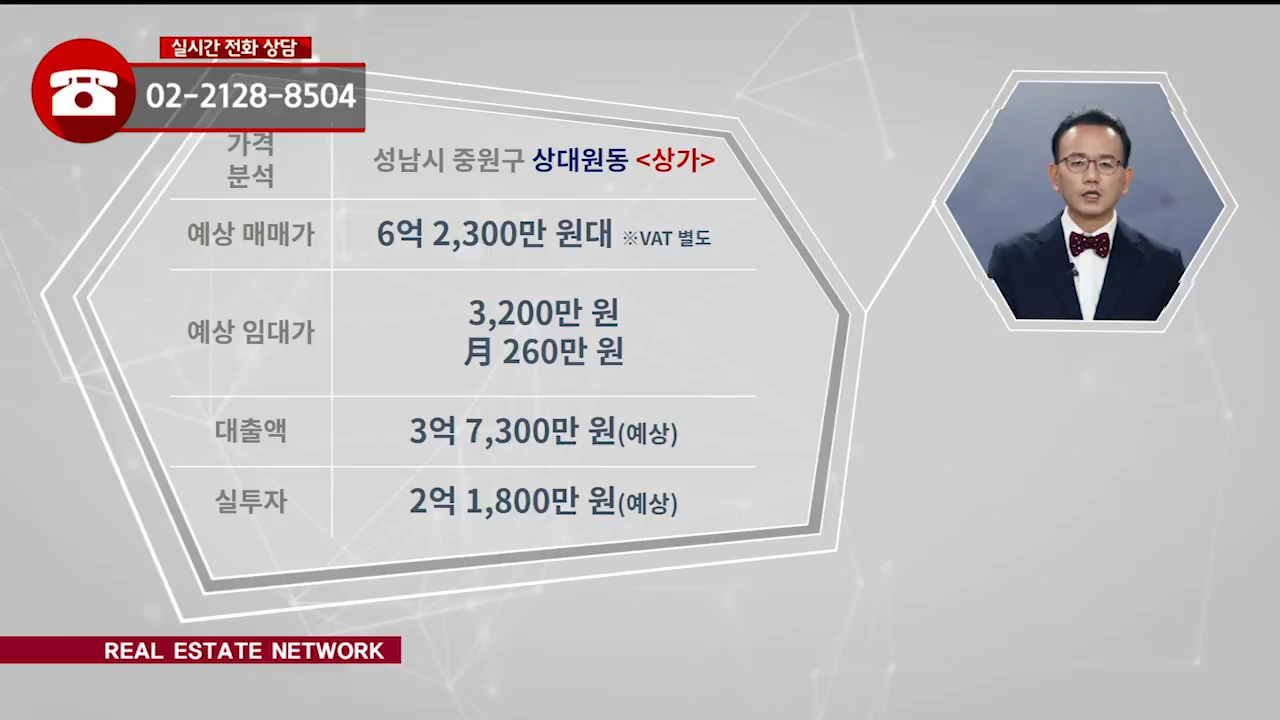 실시간 전화 상담
02-2128-8504
가격
분석
성남시 중원구 상대원동 <상가>
예상 매매가
6억 2,300만 원대 ※VAT 별도
예상 임대가
3,200만 원
月 260만 원
대출액
3억 7,300만 원(예상)
실투자
2억 1,800만 원(예상)
REAL ESTATE NETWORK